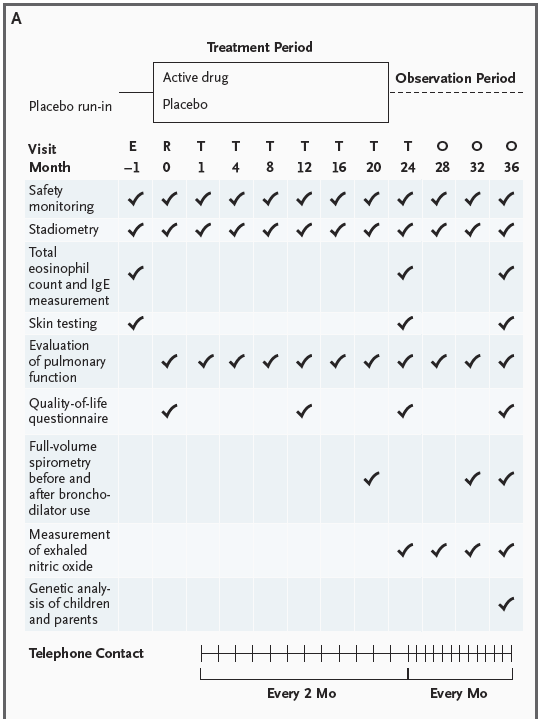 A
Treatment Period
Active drug
Observation Period
Placebo run-in
Placebo
Visit E R T T T T T T T O O O
Month −1 0 1 4 8 12 16 20 24 28 32 36
Safety
monitoring
Stadiometry
Total
eosinophil
count and IgE
measurement
Skin testing
Evaluation
of pulmonary
function
Quality-of-life
questionnaire
Full-volume
spirometry
before and
after broncho-
dilator use
Measurement
of exhaled
nitric oxide
Genetic analy-
sis of children
and parents
Telephone Contact
Every 2 Mo Every Mo